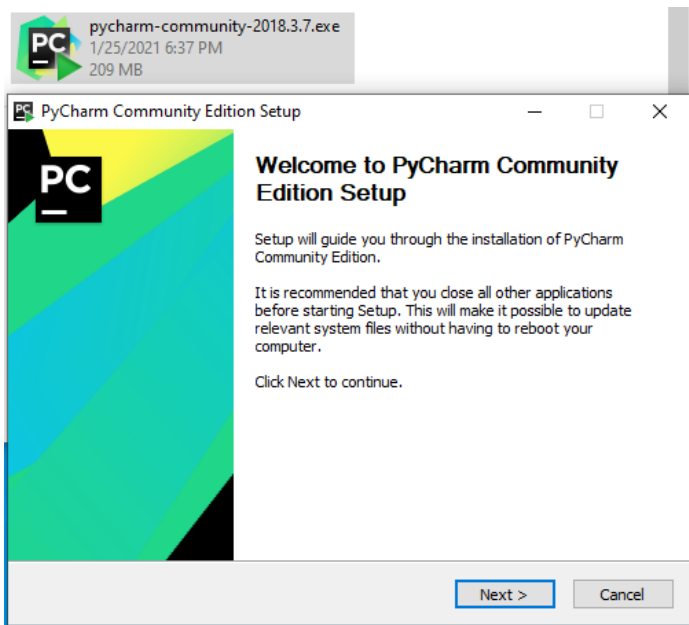 PC
pycharm-community-2018.3.7.exe
1/25/2021 6:37 PM
209 MB
PC
PyCharm Community Edition Setup
PC
Welcome to PyCharm Community
Edition Setup
Setup will guide you through the installation of PyCharm
Community Edition.
It is recommended that you close all other applications
before starting Setup. This will make it possible to update
relevant system files without having to reboot your
computer.
Click Next to continue.
Next >
Cancel